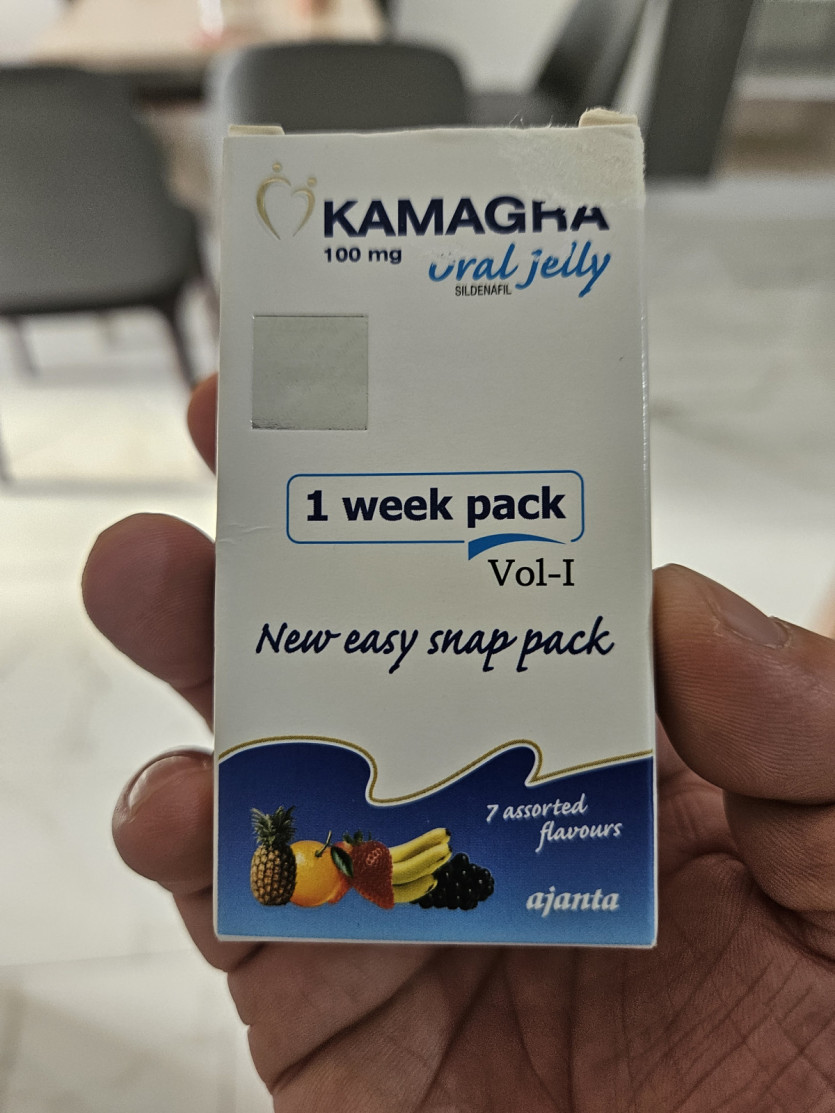 KAMAGRA
100 mg Oral jelly
SILDENAFIL
1 week pack
Vol-I
New easy snap pack
7 assorted
flavours
ajanta